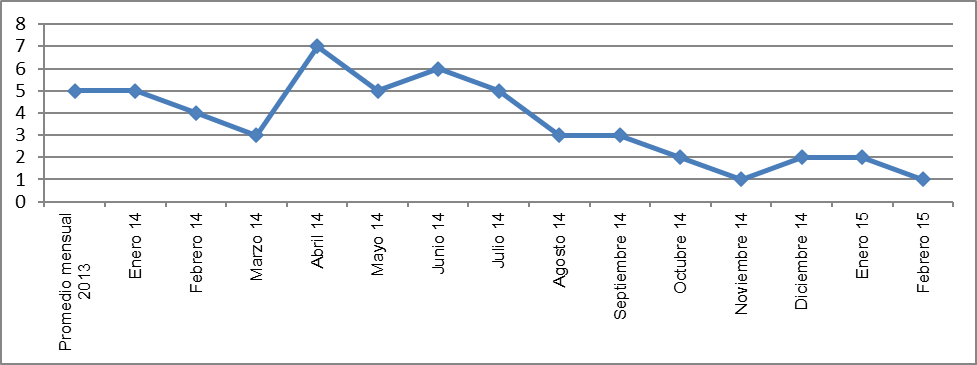 8
7
6
5
4
3
2
1
0
Promedio mensual
2013
Enero 14
Febrero 14
Marzo 14
Abril 14
Mayo 14
Junio 14
Julio 14
Agosto 14
Septiembre 14
Octubre 14
Noviembre 14
Diciembre 14
Enero 15
Febrero 15